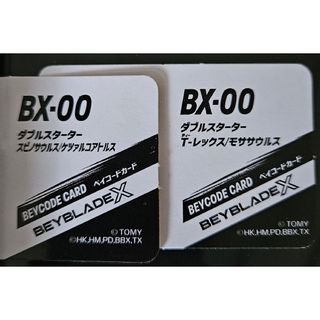 BX-00
ダブルスターター
スピノサウルス/ケツァルコアトルス
BEYCODE CARD ベイコードカード
BEYBLADE X
©TOMY
©HK,HM,PD,BBX,TX
BX-00
ダブルスターター
T-レックス/モササウルス
BEYCODE CARD ベイコードカード
BEYBLADE X
©TOMY
©HK,HM,PD,BBX,TX